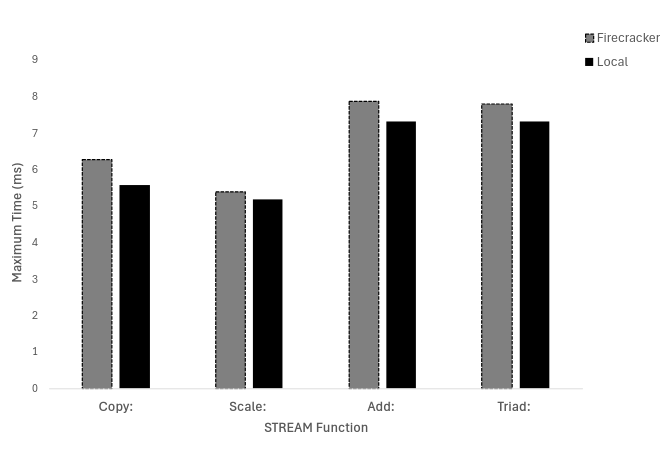 Firecracker
Local
Maximum Time (ms)
9
8
7
6
5
4
3
2
1
0
Copy: Scale: Add: Triad:
STREAM Function